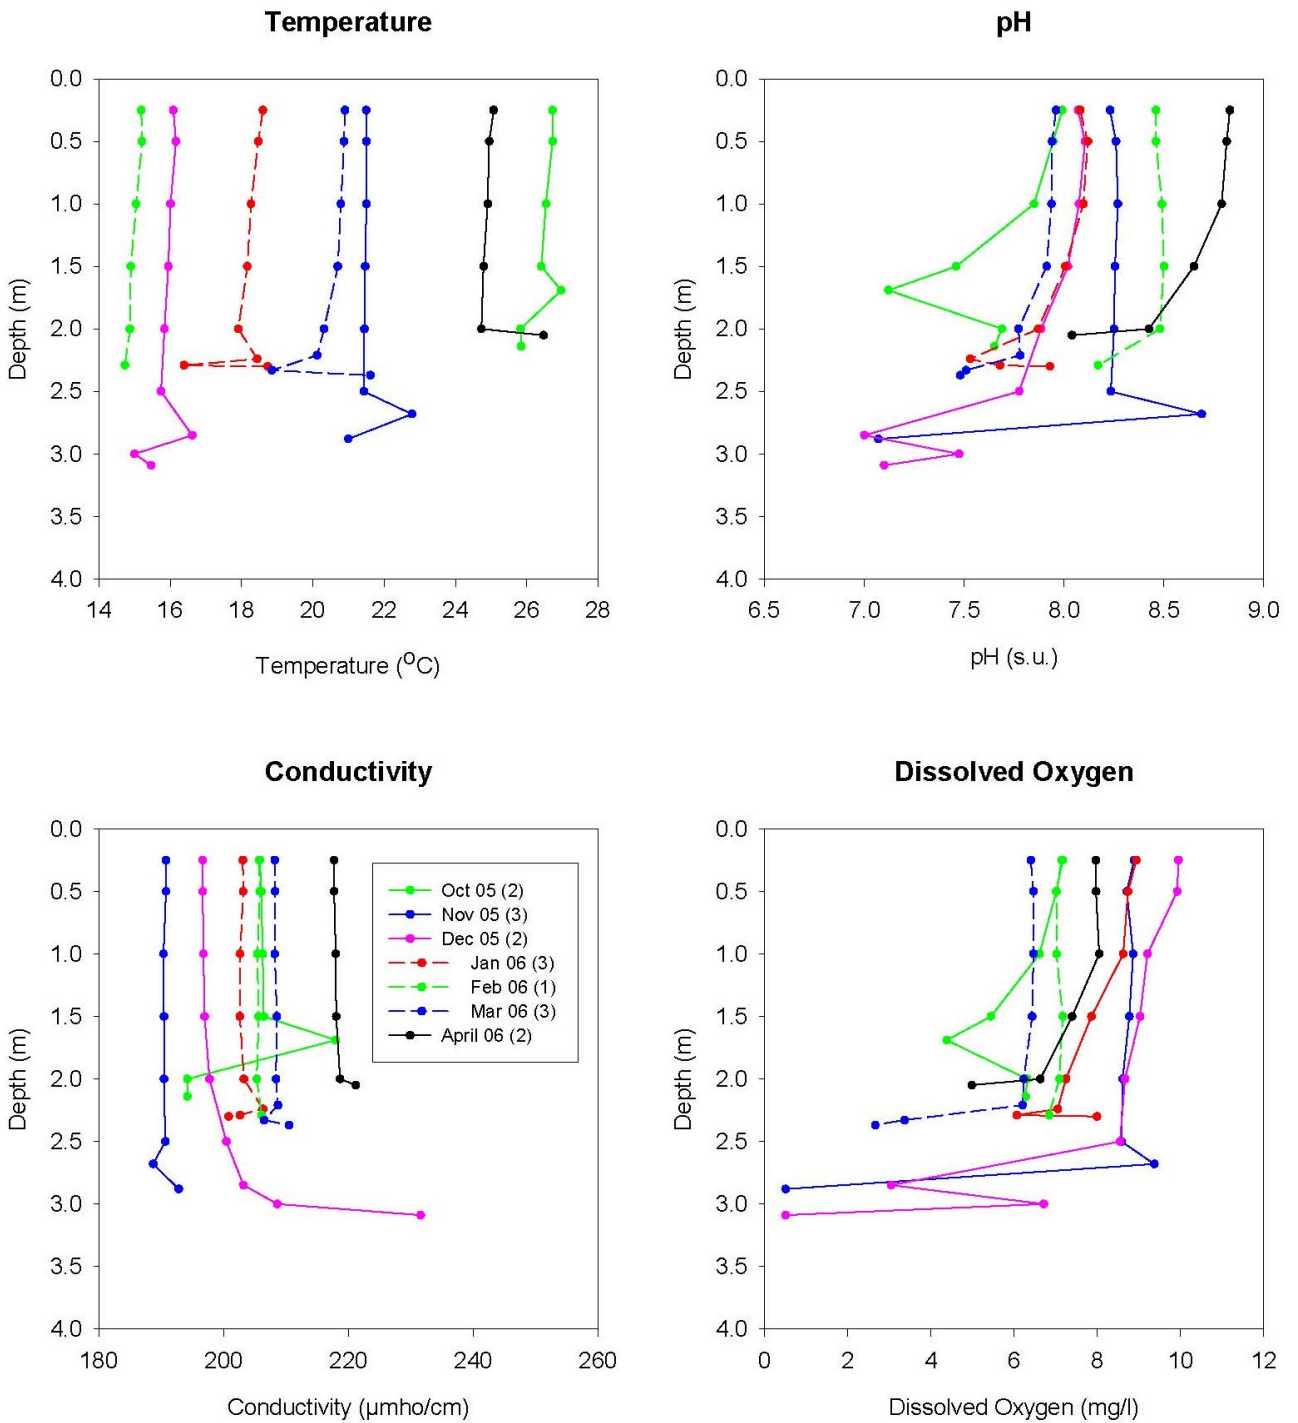 Temperature
0.0
0.5
1.0
1.5
2.0
2.5
3.0
3.5
4.0
Depth (m)
14 16 18 20 22 24 26 28
Temperature (°C)
pH
0.0
0.5
1.0
1.5
2.0
2.5
3.0
3.5
4.0
Depth (m)
6.5 7.0 7.5 8.0 8.5 9.0
pH (s.u.)
Conductivity
0.0
0.5
1.0
1.5
2.0
2.5
3.0
3.5
4.0
Depth (m)
Oct 05 (2)
Nov 05 (3)
Dec 05 (2)
Jan 06 (3)
Feb 06 (1)
Mar 06 (3)
April 06 (2)
180 200 220 240 260
Conductivity (µmho/cm)
Dissolved Oxygen
0.0
0.5
1.0
1.5
2.0
2.5
3.0
3.5
4.0
Depth (m)
0 2 4 6 8 10 12
Dissolved Oxygen (mg/l)